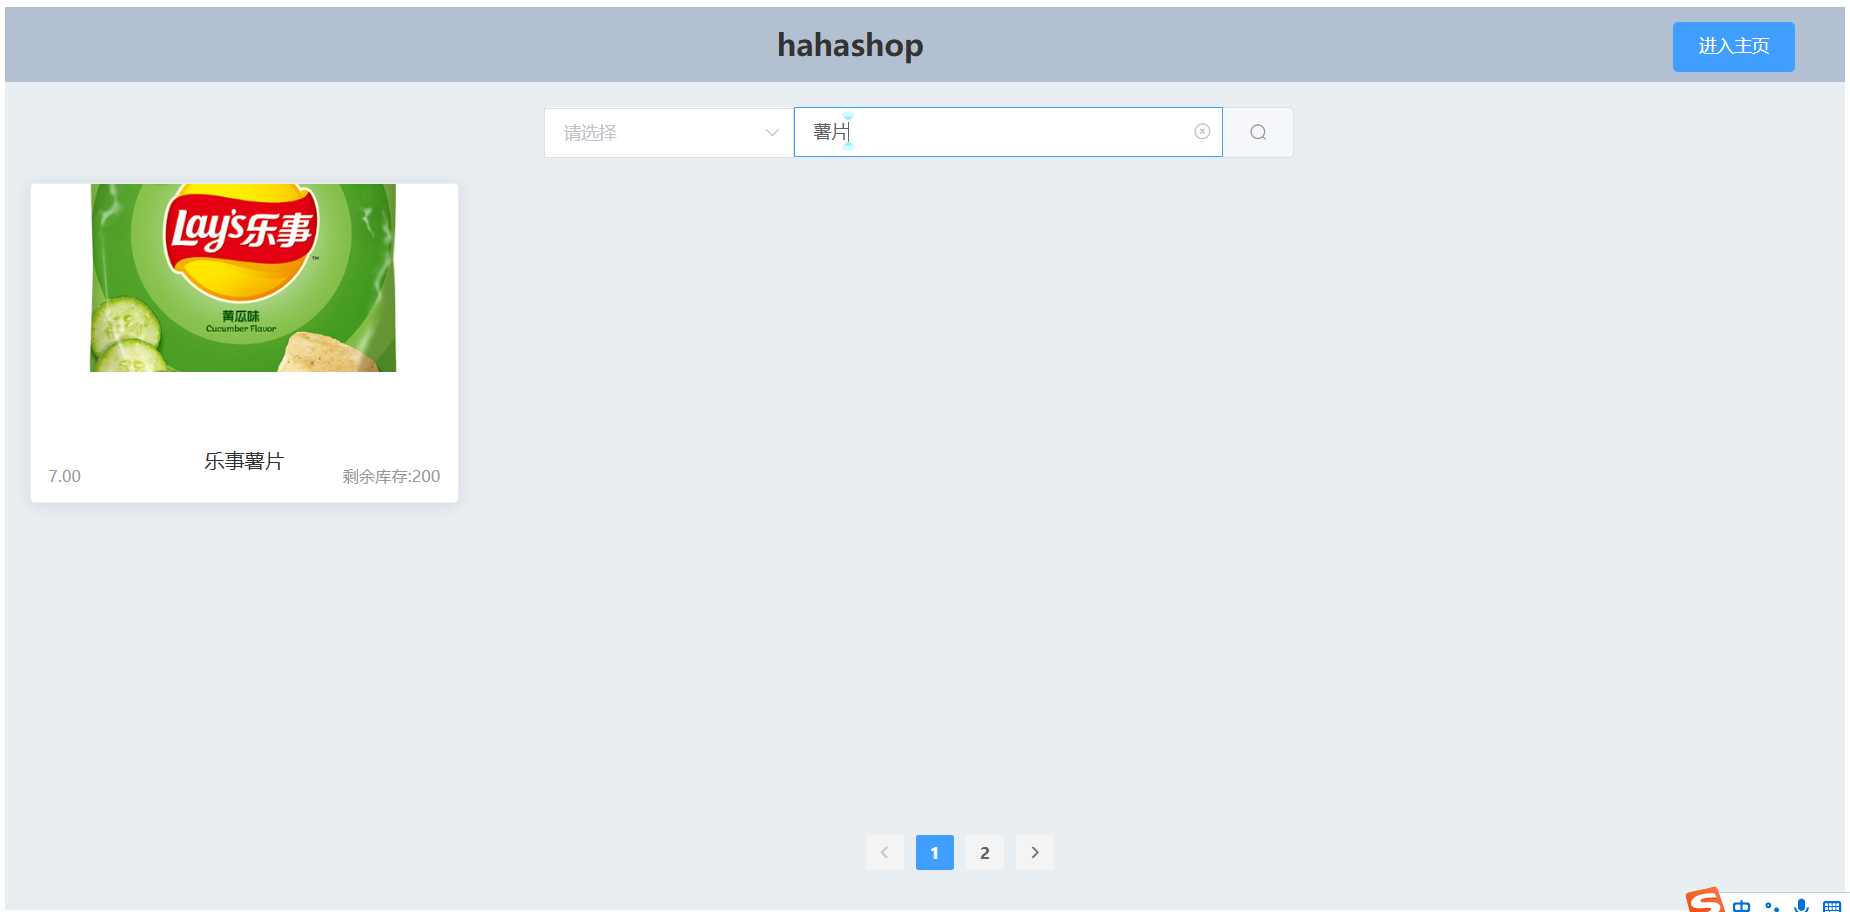 hahashop
进入主页
请选择
薯片
Lay's乐事
™
黄瓜味
Cucumber Flavor
乐事薯片
7.00
剩余库存:200
1
2
S
中